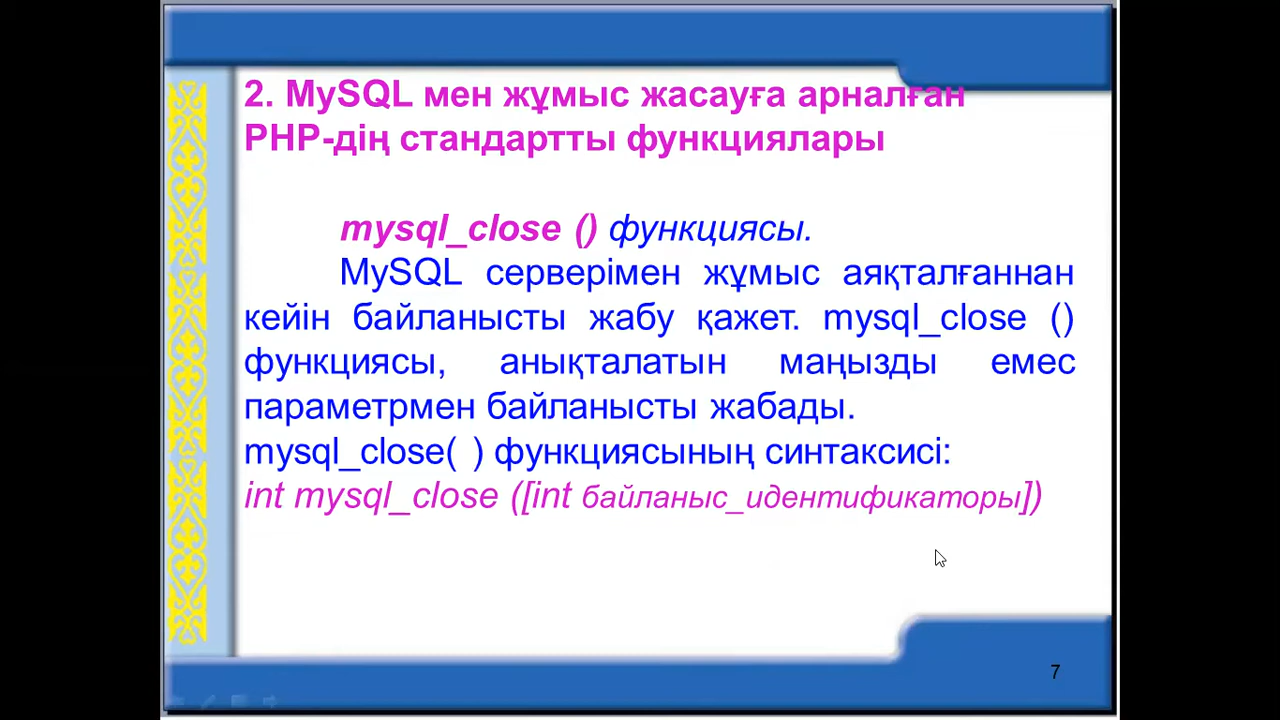 2. MySQL мен жұмыс жасауға арналған
PHP-дің стандартты функциялары
mysql_close () функциясы.
MySQL серверімен жұмыс аяқталғаннан
кейін байланысты жабу қажет. mysql_close ()
функциясы, анықталатын маңызды емес
параметрмен байланысты жабады.
mysql_close( ) функциясының синтаксисі:
int mysql_close ([int байланыс_идентификаторы])
7